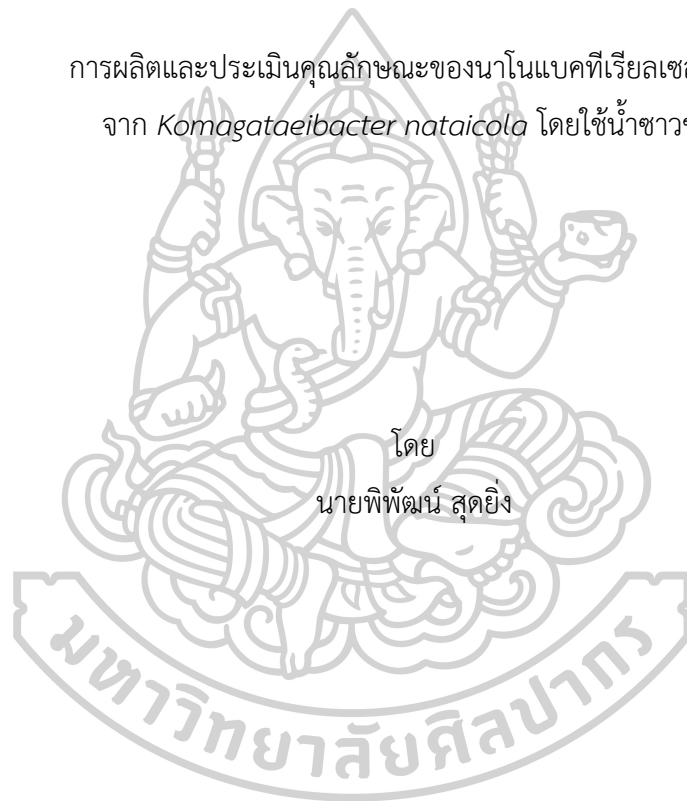 การผลิตและประเมินคุณลักษณะของนาโนแบคทีเรียลเซล
จาก Komagataeibacter nataicola โดยใช้น้ำซาวข
โดย
นายพิพัฒน์ สุดยิ่ง
มหาวิทยาลัยศิลปากร